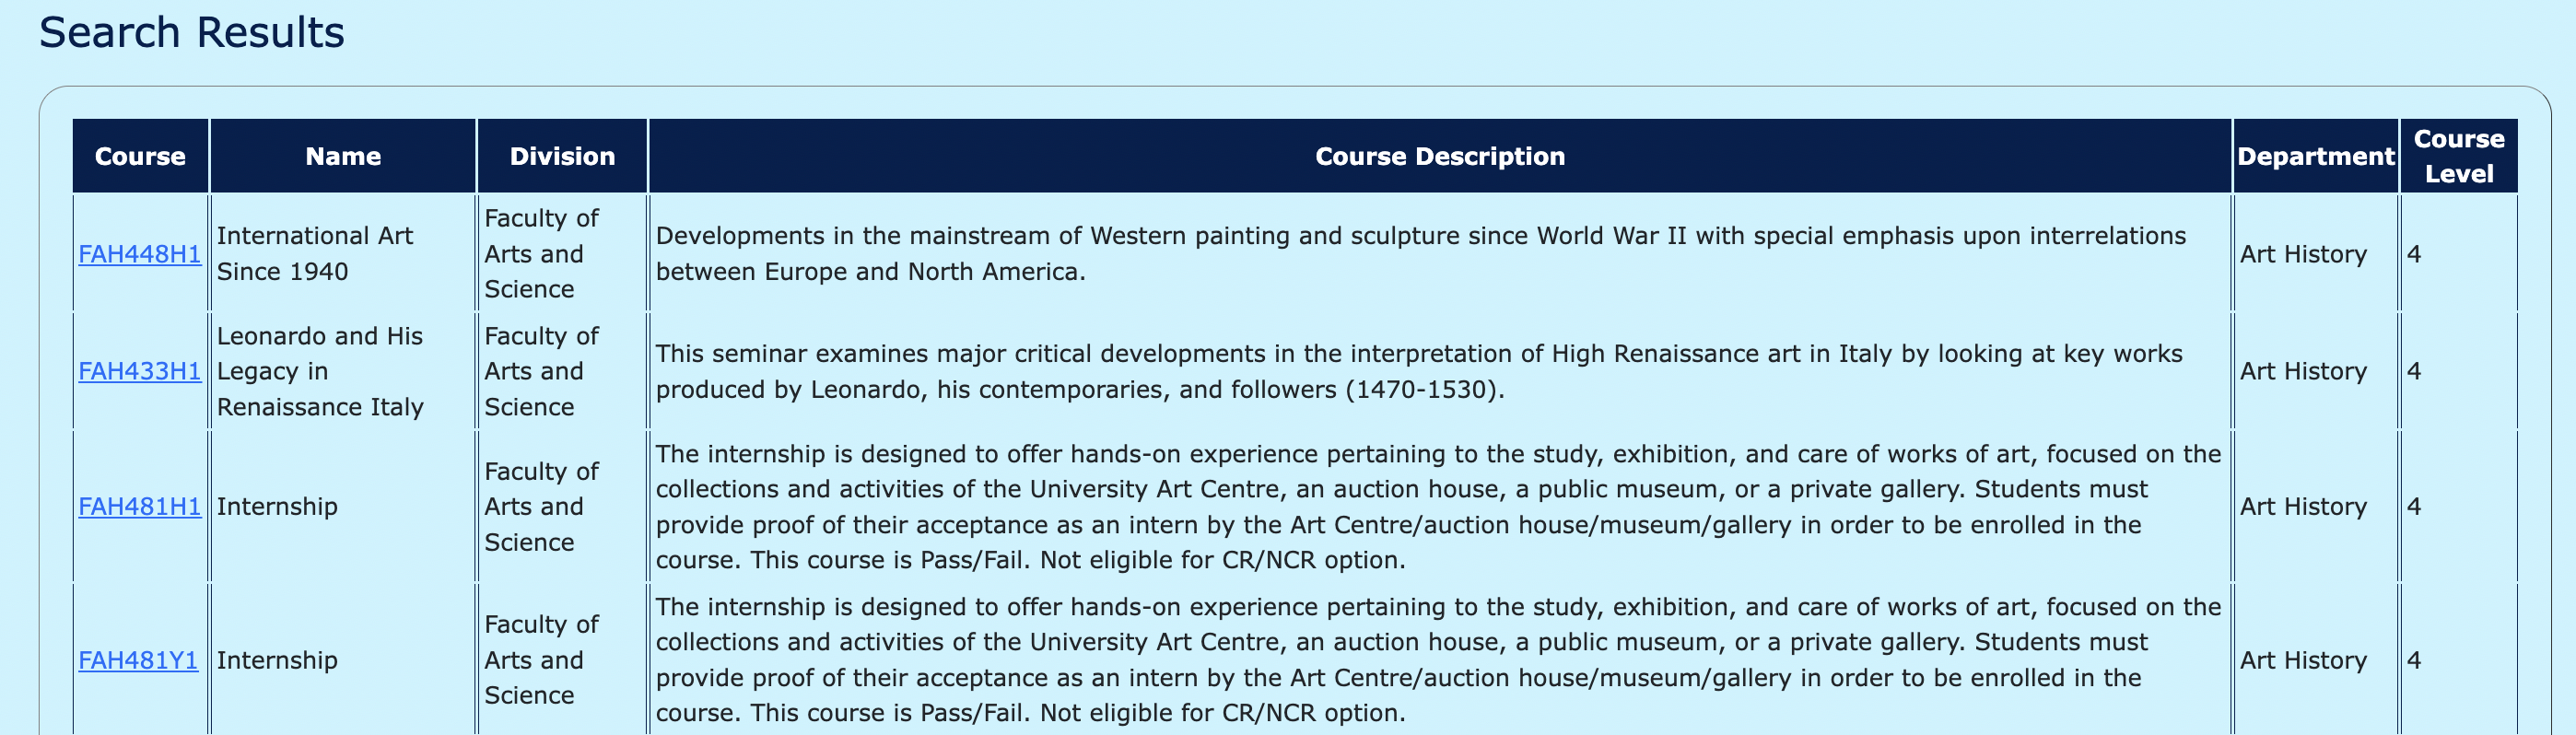 Search Results
Course Name Division Course Description Department Course Level
FAH448H1
International Art
Since 1940
Faculty of
Arts and
Science
Developments in the mainstream of Western painting and sculpture since World War II with special emphasis upon interrelations
between Europe and North America.
Art History
4
FAH433H1
Leonardo and His
Legacy in
Renaissance Italy
Faculty of
Arts and
Science
This seminar examines major critical developments in the interpretation of High Renaissance art in Italy by looking at key works
produced by Leonardo, his contemporaries, and followers (1470-1530).
Art History
4
FAH481H1
Internship
Faculty of
Arts and
Science
The internship is designed to offer hands-on experience pertaining to the study, exhibition, and care of works of art, focused on the
collections and activities of the University Art Centre, an auction house, a public museum, or a private gallery. Students must
provide proof of their acceptance as an intern by the Art Centre/auction house/museum/gallery in order to be enrolled in the
course. This course is Pass/Fail. Not eligible for CR/NCR option.
Art History
4
FAH481Y1
Internship
Faculty of
Arts and
Science
The internship is designed to offer hands-on experience pertaining to the study, exhibition, and care of works of art, focused on the
collections and activities of the University Art Centre, an auction house, a public museum, or a private gallery. Students must
provide proof of their acceptance as an intern by the Art Centre/auction house/museum/gallery in order to be enrolled in the
course. This course is Pass/Fail. Not eligible for CR/NCR option.
Art History
4